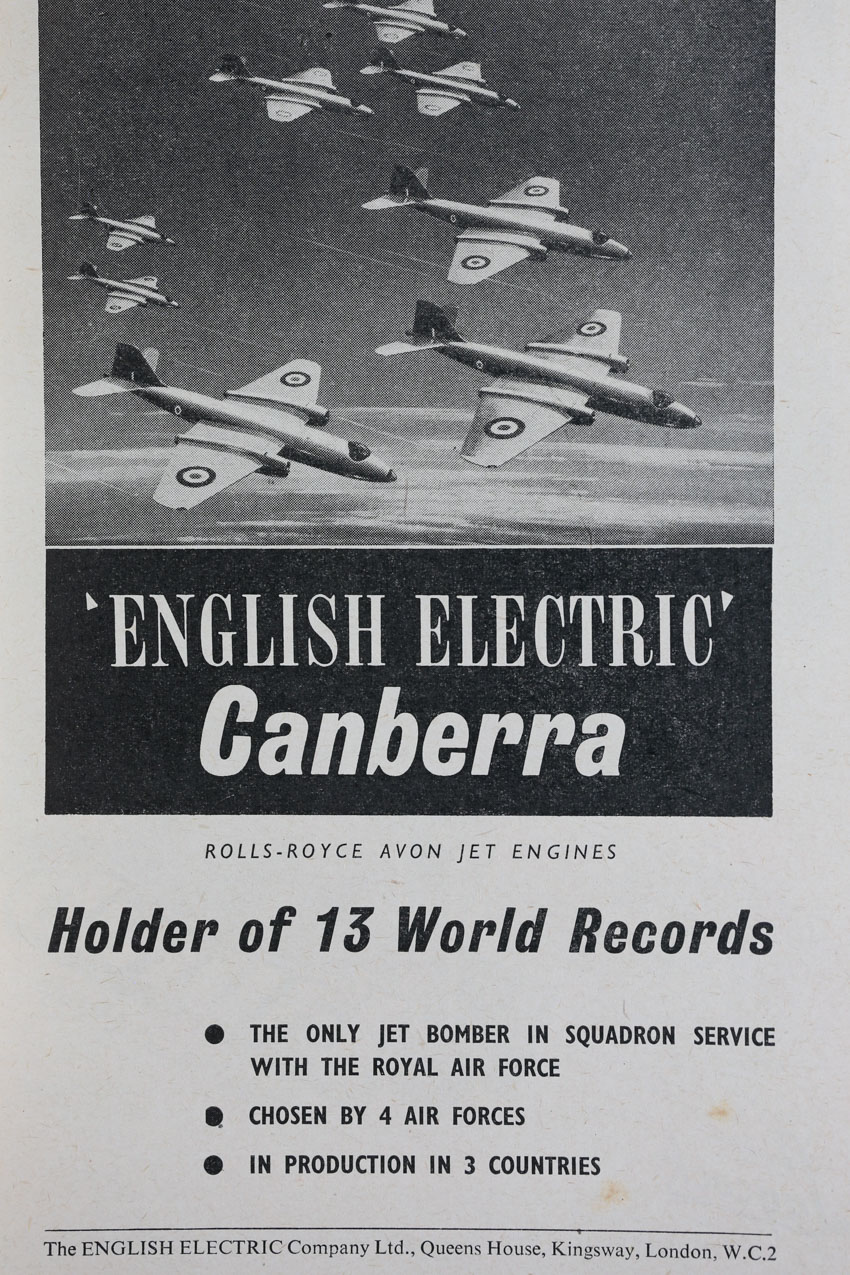 'ENGLISH ELECTRIC'
Canberra
ROLLS-ROYCE AVON JET ENGINES
Holder of 13 World Records
● THE ONLY JET BOMBER IN SQUADRON SERVICE
WITH THE ROYAL AIR FORCE
● CHOSEN BY 4 AIR FORCES
● IN PRODUCTION IN 3 COUNTRIES
The ENGLISH ELECTRIC Company Ltd., Queens House, Kingsway, London, W.C.2